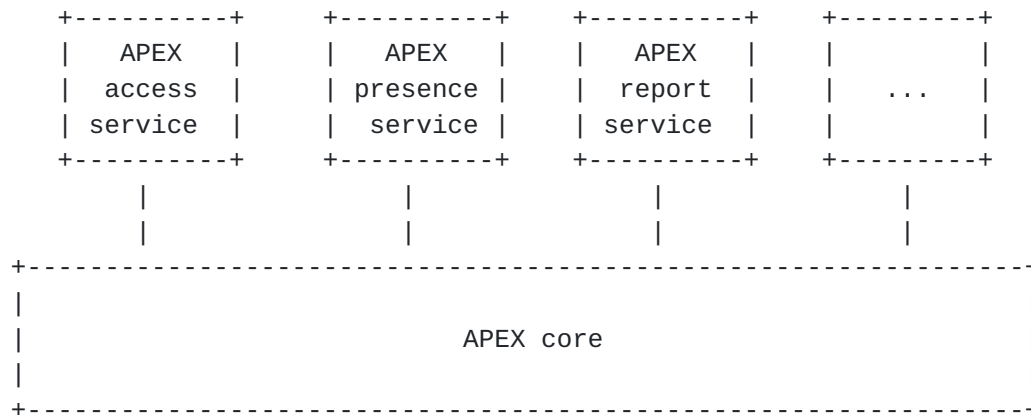 +----------+     +----------+    +----------+    +---------+
|   APEX   |     |   APEX   |    |   APEX   |    |         |
|  access  |     | presence |    |  report  |    |   ...   |
| service  |     |  service |    | service  |    |         |
+----------+     +----------+    +----------+    +---------+
     |                |               |               |
     |                |               |               |
+----------------------------------------------------------------+
|
|                            APEX core
|
+----------------------------------------------------------------+